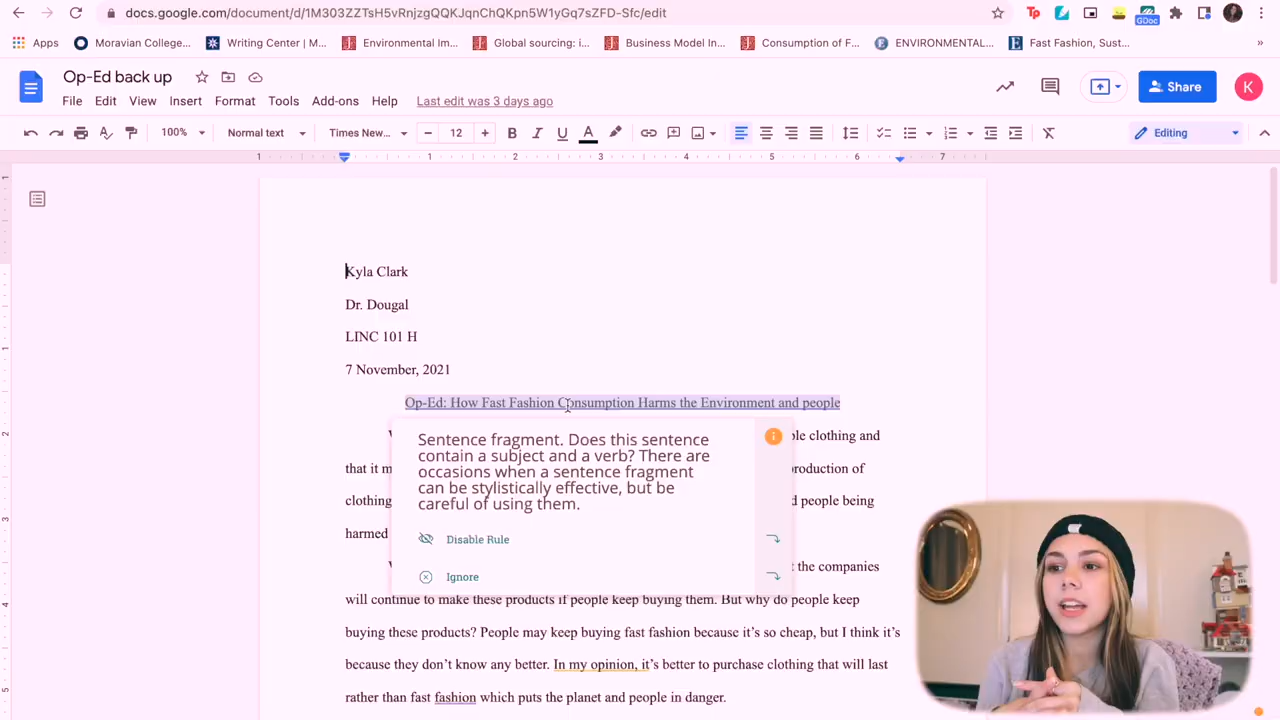 docs.google.com/document/d/1M303ZZTsH5vRnjzgQQKJqnChQKpn5W1yGq7sZFD-Sfc/edit
GDoc
Apps Moravian College... Writing Center | M... Environmental Im... Global sourcing: i... Business Model In... Consumption of F... ENVIRONMENTAL... Fast Fashion, Sust... »
Op-Ed back up
File Edit View Insert Format Tools Add-ons Help Last edit was 3 days ago
Share K
100% Normal text Times New... − 12 + B I U A Editing
1 1 2 3 4 5 6 7
Kyla Clark
Dr. Dougal
LINC 101 H
7 November, 2021
Op-Ed: How Fast Fashion Consumption Harms the Environment and people
ple clothing and
that it m
roduction of
clothing
d people being
harmed
Sentence fragment. Does this sentence
contain a subject and a verb? There are
occasions when a sentence fragment
can be stylistically effective, but be
careful of using them.
Disable Rule
Ignore
t the companies
will continue to make these products if people keep buying them. But why do people keep
buying these products? People may keep buying fast fashion because it's so cheap, but I think it's
because they don't know any better. In my opinion, it's better to purchase clothing that will last
rather than fast fashion which puts the planet and people in danger.